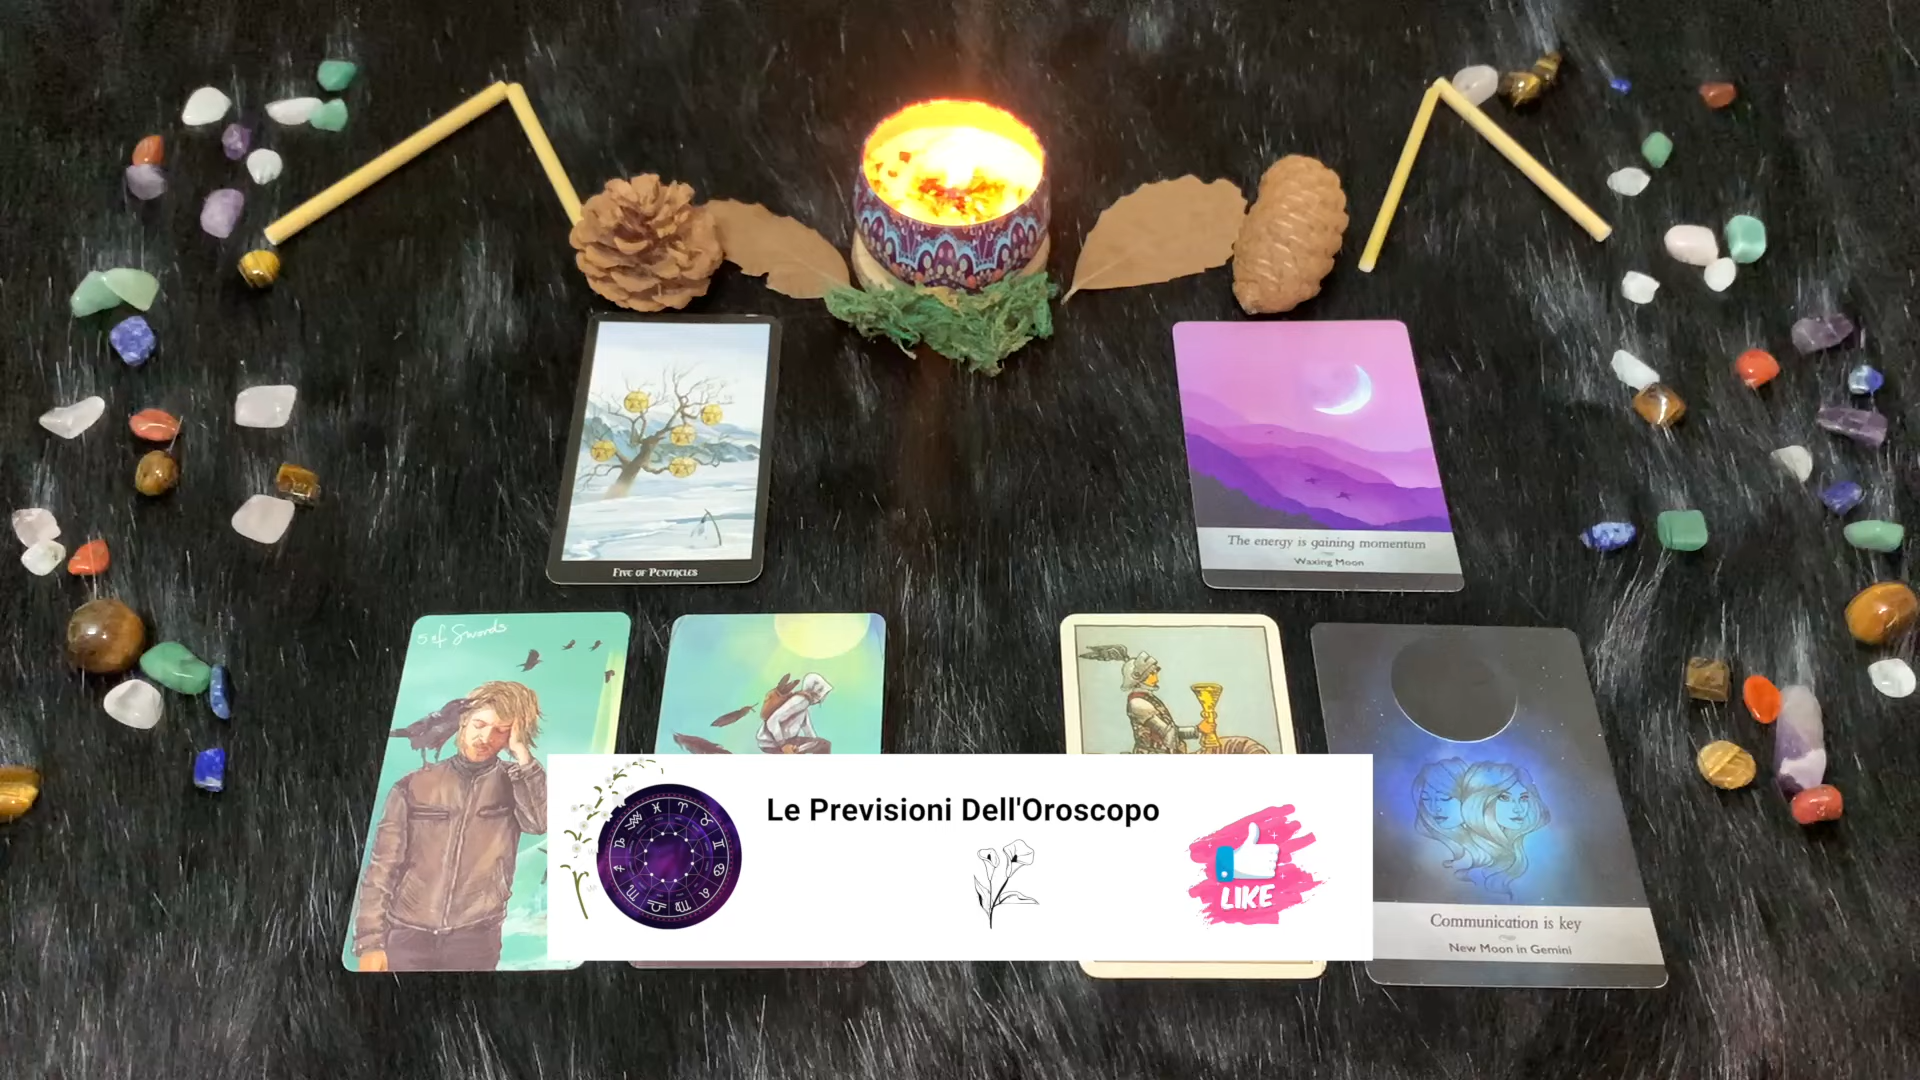 Five of Pentacles
The energy is gaining momentum
Waxing Moon
5 of Swords
Le Previsioni Dell'Oroscopo
LIKE
Communication is key
New Moon in Gemini